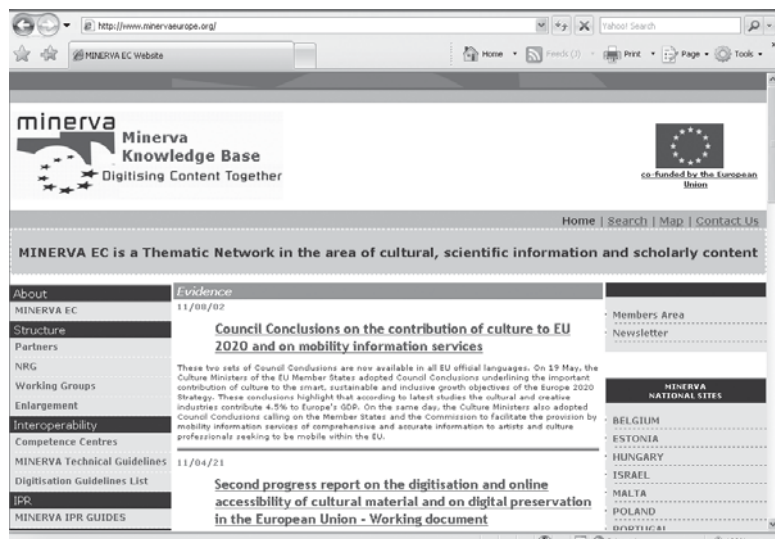 http://www.minervaeurope.org/
Yahoo! Search
MINERVA EC Website
Home
Feeds (J)
Print
Page
Tools
minerva
Minerva
Knowledge Base
Digitising Content Together
co-funded by the European
Union
Home | Search | Map | Contact Us
MINERVA EC is a Thematic Network in the area of cultural, scientific information and scholarly content
About
MINERVA EC
Structure
Partners
NRG
Working Groups
Enlargement
Interoperability
Competence Centres
MINERVA Technical Guidelines
Digitisation Guidelines List
IPR
MINERVA IPR GUIDES
Evidence
11/08/02
Council Conclusions on the contribution of culture to EU
2020 and on mobility information services
These two sets of Council Conclusions are now available in all EU official languages. On 19 May, the
Culture Ministers of the EU Member States adopted Council Conclusions underlining the important
contribution of culture to the smart, sustainable and inclusive growth objectives of the Europe 2020
Strategy. These conclusions highlight that according to latest studies the cultural and creative
industries contribute 4.5% to Europe's GDP. On the same day, the Culture Ministers also adopted
Council Conclusions calling on the Member States and the Commission to facilitate the provision by
mobility information services of comprehensive and accurate information to artists and culture
professionals seeking to be mobile within the EU.
11/04/21
Second progress report on the digitisation and online
accessibility of cultural material and on digital preservation
in the European Union - Working document
Members Area
Newsletter
MINERVA
NATIONAL SITES
BELGIUM
ESTONIA
HUNGARY
ISRAEL
MALTA
POLAND
PORTUGAL